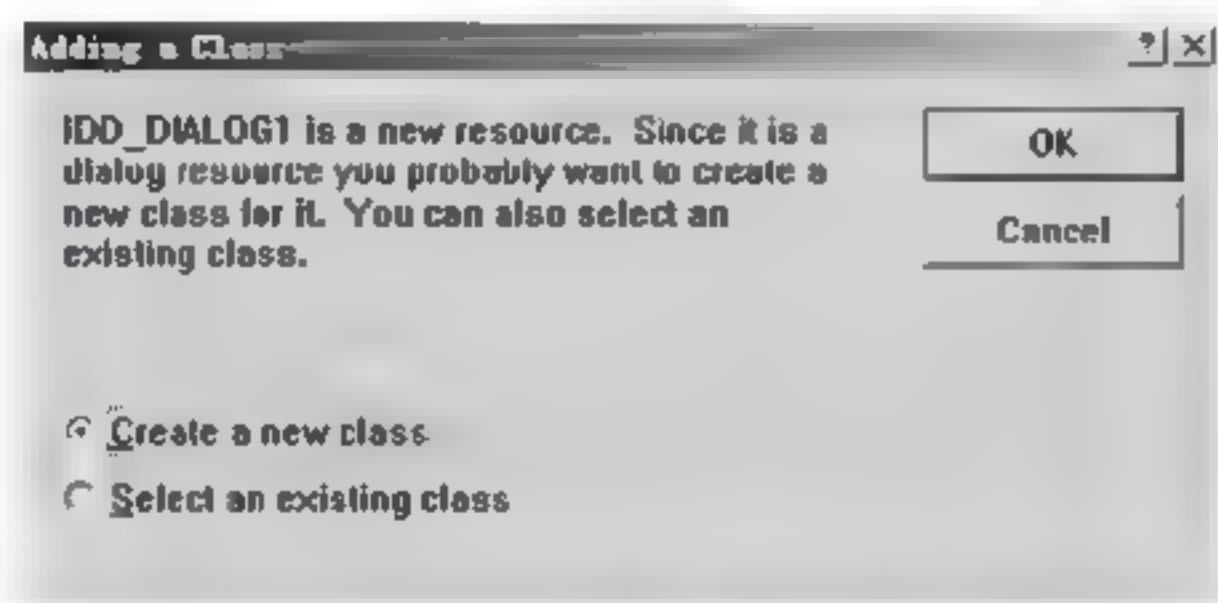 Adding a Class
IDD_DIALOG1 is a new resource. Since it is a
dialog resource you probably want to create a
new class for it. You can also select an
existing class.
OK
Cancel
Create a new class
Select an existing class